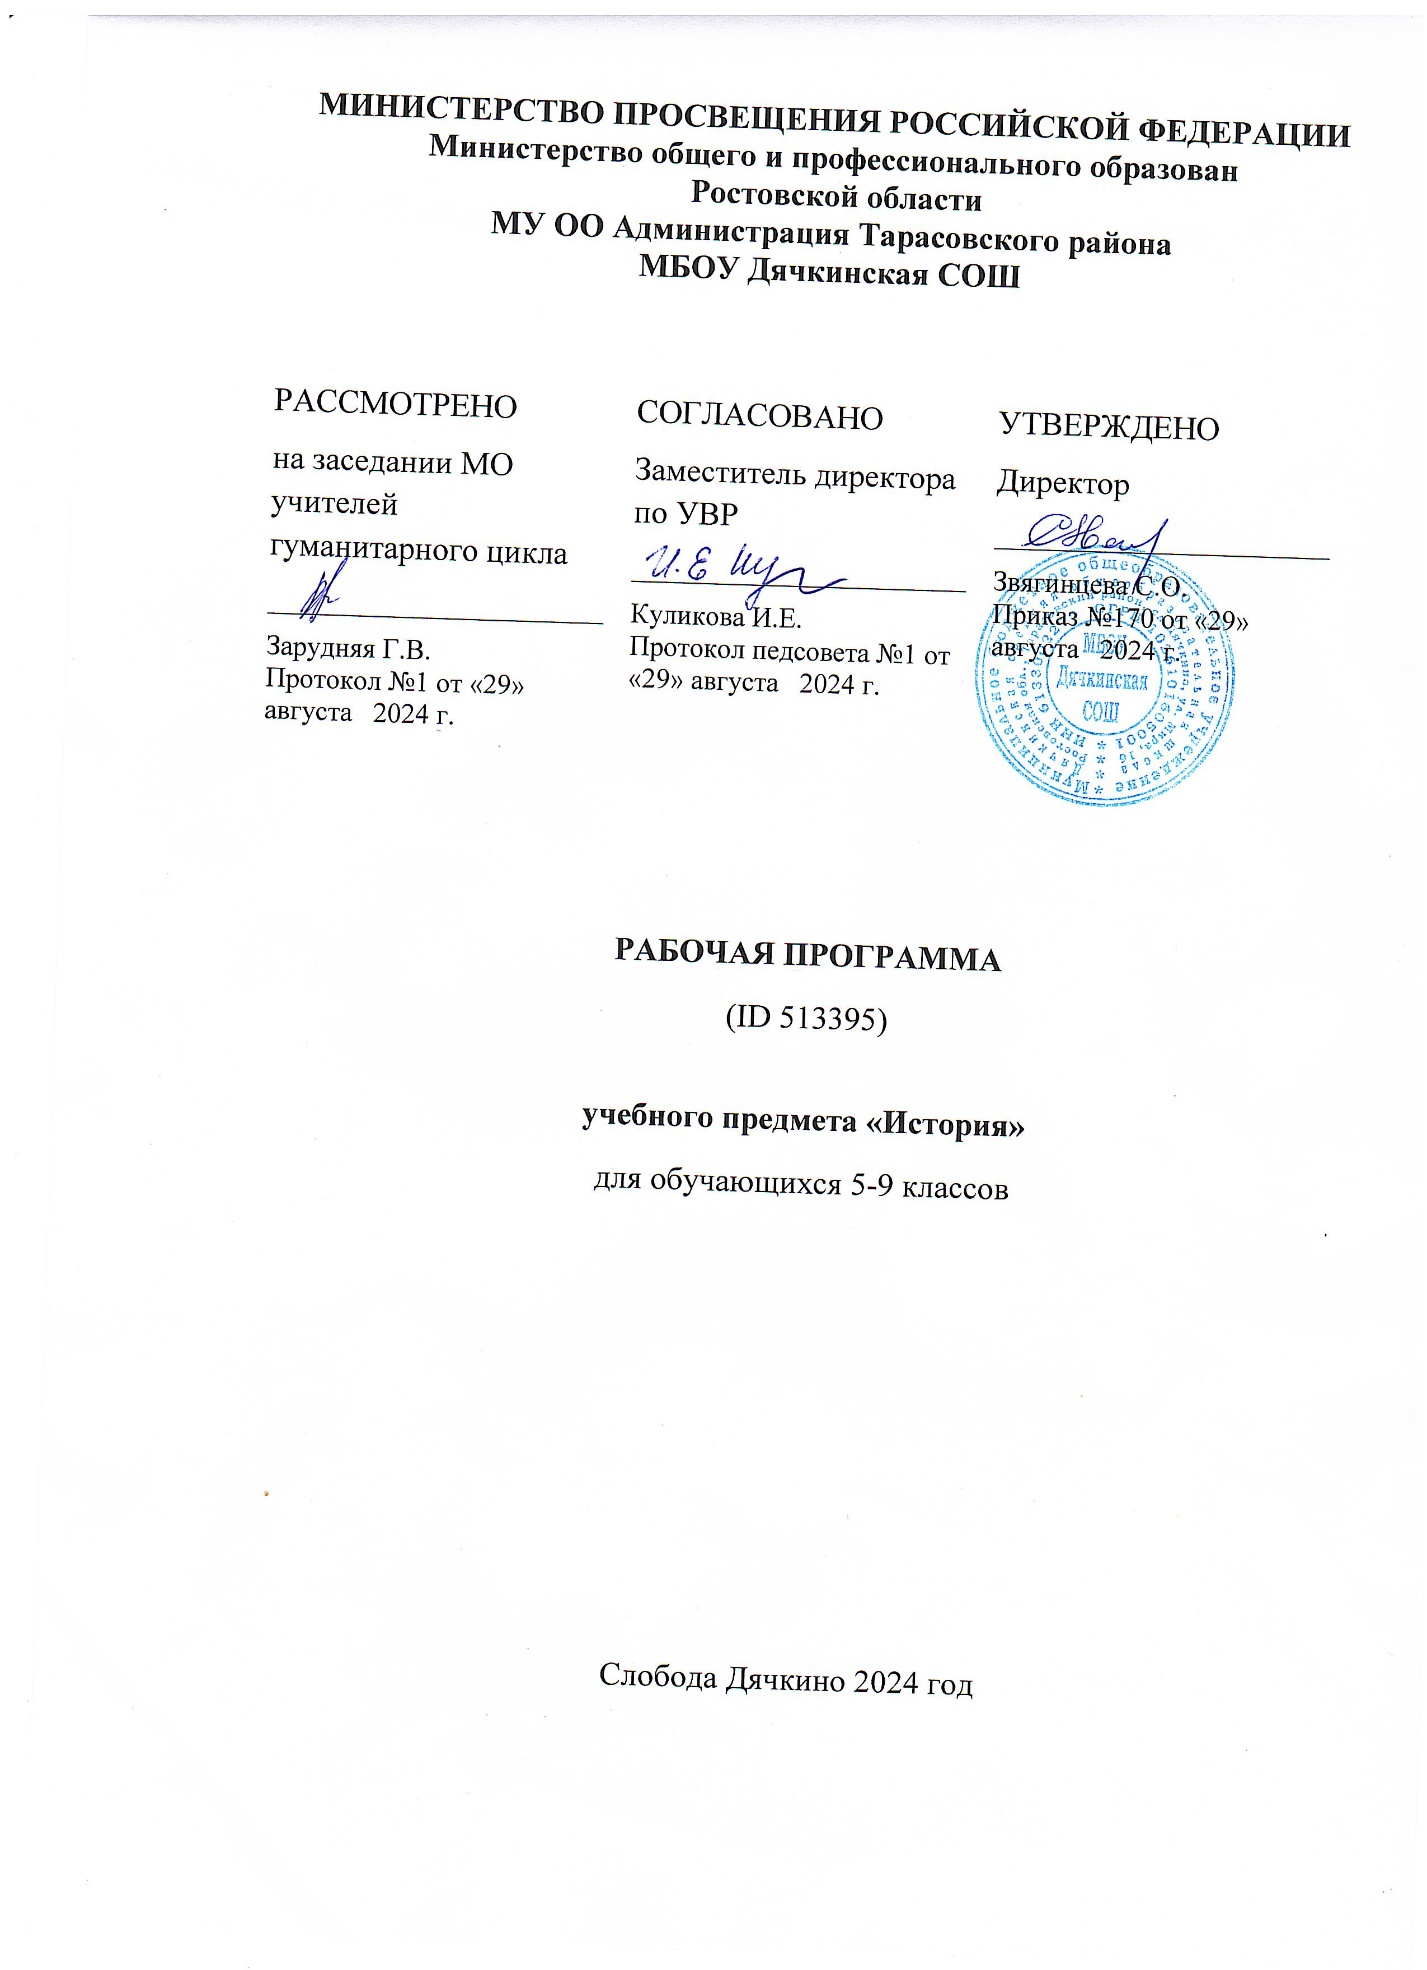 МИНИСТЕРСТВО ПРОСВЕЩЕНИЯ РОССИЙСКОЙ ФЕДЕРАЦИИ
Министерство общего и профессионального образован
Ростовской области
МУ ОО Администрация Тарасовского района
МБОУ Дячкинская СОШ
РАССМОТРЕНО
на заседании МО
учителей
гуманитарного цикла
Зарудняя Г.В.
Протокол №1 от «29»
августа 2024 г.
СОГЛАСОВАНО
Заместитель директора
по УВР
И.Е
Куликова И.Е.
Протокол педсовета №1 от
«29» августа 2024 г.
УТВЕРЖДЕНО
Директор
Звягинцева С.О.
Приказ №170 от «29»
августа 2024 г.
МБОУ
Дячкинская
СОШ
РАБОЧАЯ ПРОГРАММА
(ID 513395)
учебного предмета «История»
для обучающихся 5-9 классов
Слобода Дячкино 2024 год